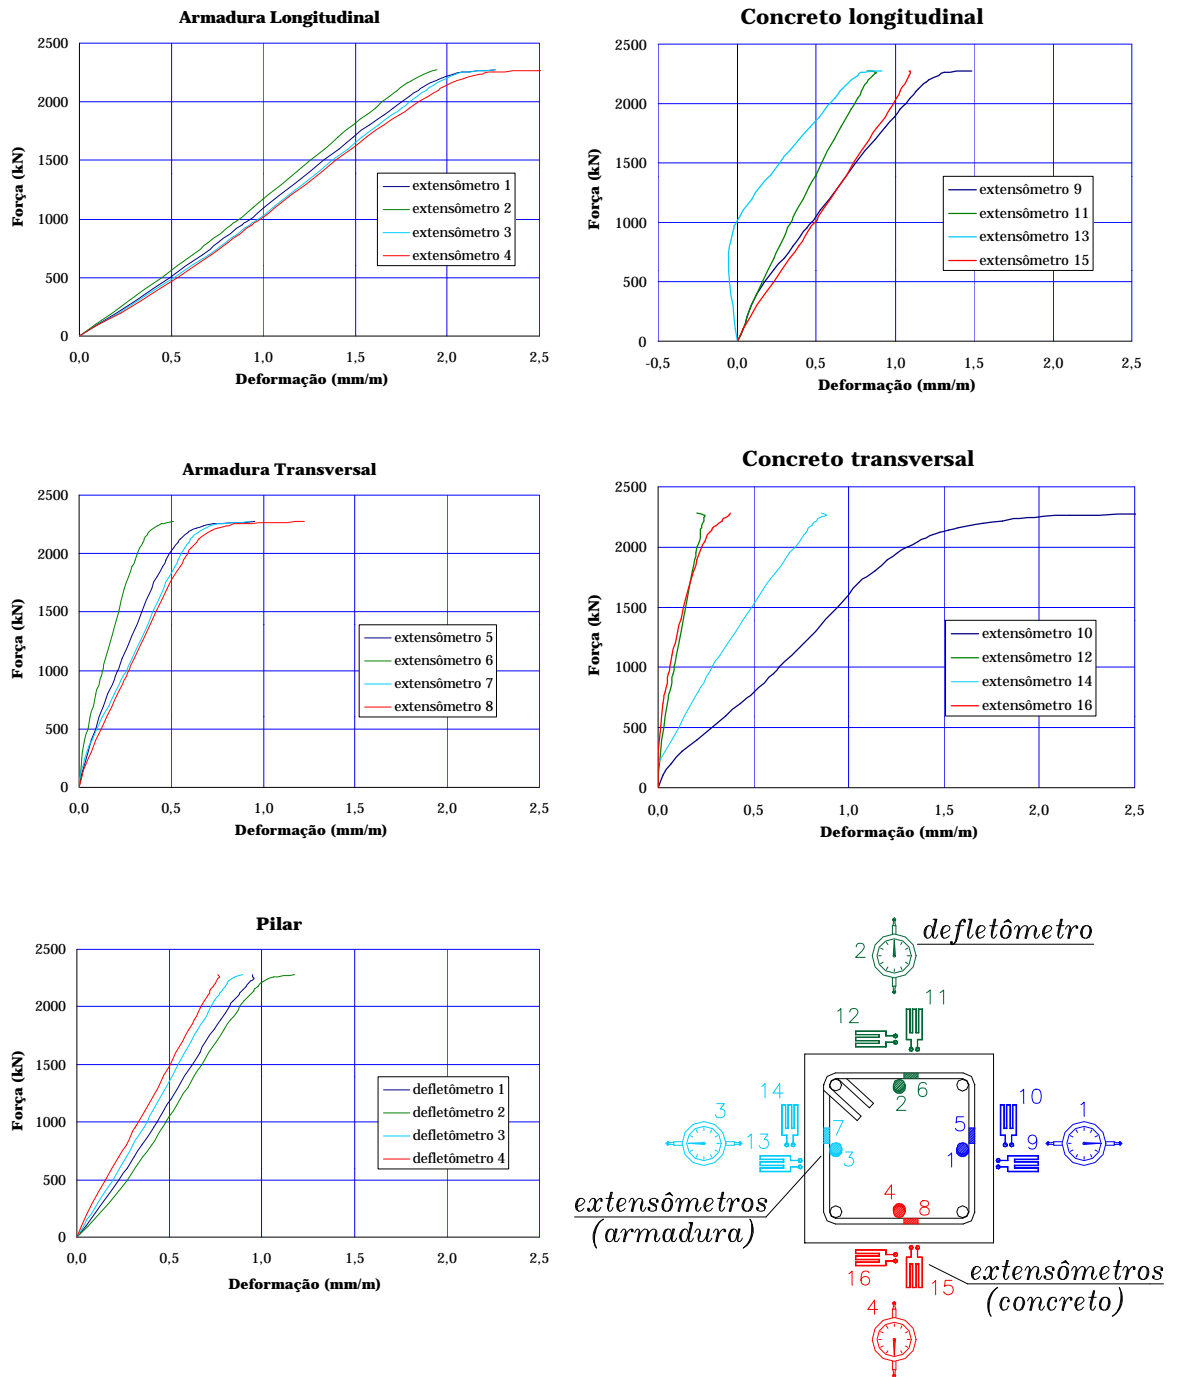 Armadura Longitudinal
Força (kN)
2500
2000
1500
1000
500
0
0,0 0,5 1,0 1,5 2,0 2,5
Deformação (mm/m)
extensômetro 1
extensômetro 2
extensômetro 3
extensômetro 4
Concreto longitudinal
Força (kN)
2500
2000
1500
1000
500
0
-0,5 0,0 0,5 1,0 1,5 2,0 2,5
Deformação (mm/m)
extensômetro 9
extensômetro 11
extensômetro 13
extensômetro 15
Armadura Transversal
Força (kN)
2500
2000
1500
1000
500
0
0,0 0,5 1,0 1,5 2,0 2,5
Deformação (mm/m)
extensômetro 5
extensômetro 6
extensômetro 7
extensômetro 8
Concreto transversal
Força (kN)
2500
2000
1500
1000
500
0
0,0 0,5 1,0 1,5 2,0 2,5
Deformação (mm/m)
extensômetro 10
extensômetro 12
extensômetro 14
extensômetro 16
Pilar
Força (kN)
2500
2000
1500
1000
500
0
0,0 0,5 1,0 1,5 2,0 2,5
Deformação (mm/m)
defletômetro 1
defletômetro 2
defletômetro 3
defletômetro 4
defletômetro
2
11
12
2 6
14
10
3
7
5
1
13
3
1
9
4
8
extensômetros
(armadura)
16
15
extensômetros
(concreto)
4